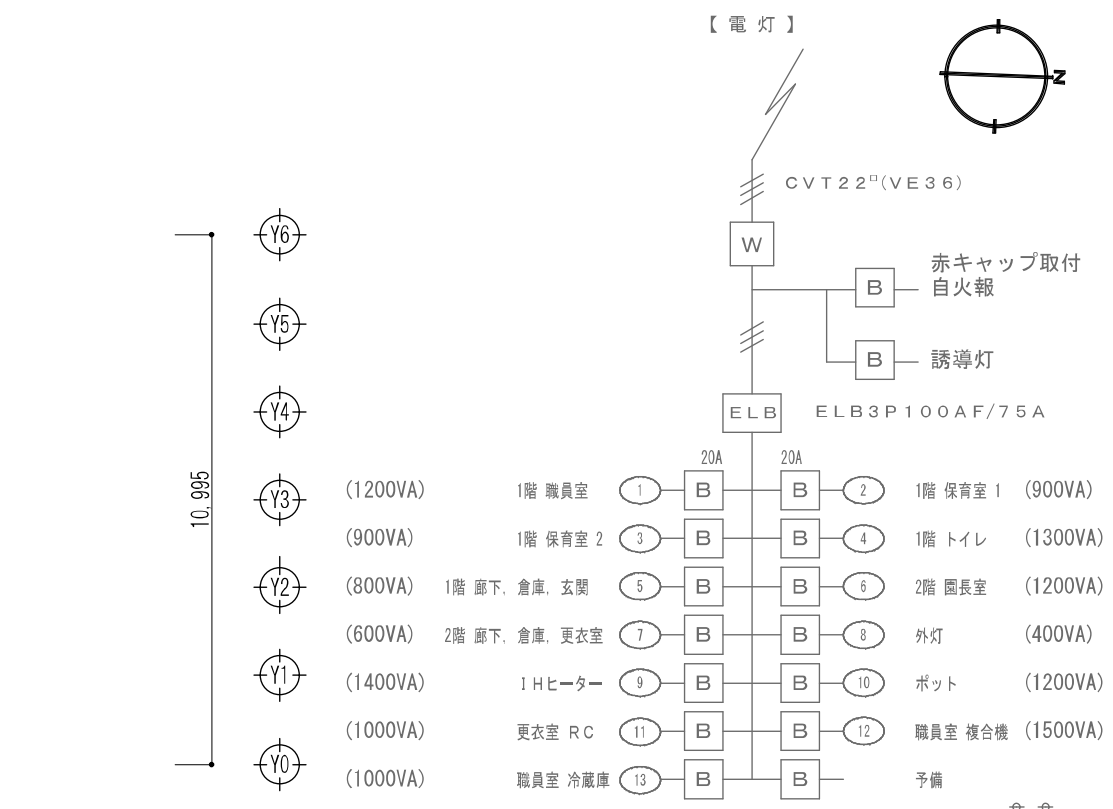 【 電 灯 】
N
CVT22□(VE36)
Y6
W
赤キャップ取付
B
自火報
Y5
B
誘導灯
Y4
ELB
ELB3P100AF/75A
20A 20A
10,995
Y3
(1200VA) 1階 職員室 1 B B 2 1階 保育室 1 (900VA)
(900VA) 1階 保育室 2 3 B B 4 1階 トイレ (1300VA)
Y2
(800VA) 1階 廊下, 倉庫, 玄関 5 B B 6 2階 園長室 (1200VA)
(600VA) 2階 廊下, 倉庫, 更衣室 7 B B 8 外灯 (400VA)
Y1
(1400VA) IHヒーター 9 B B 10 ポット (1200VA)
(1000VA) 更衣室 RC 11 B B 12 職員室 複合機 (1500VA)
Y0
(1000VA) 職員室 冷蔵庫 13 B B 予備